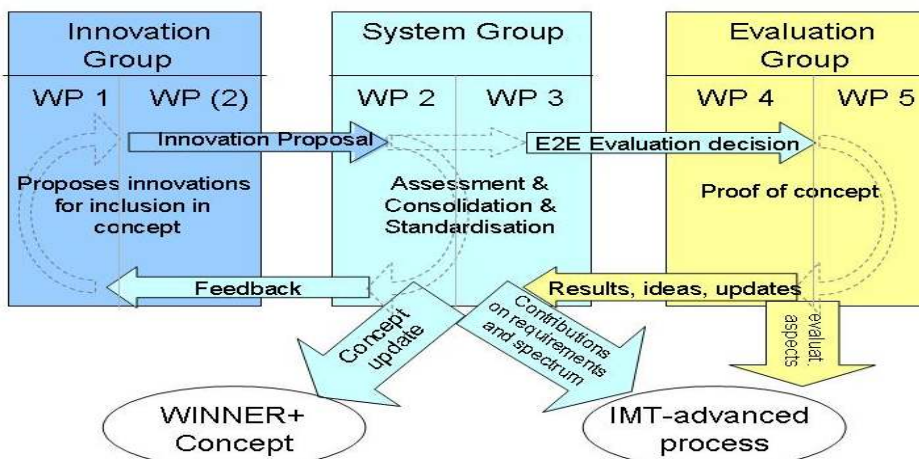 Innovation
Group
WP 1
WP (2)
Innovation Proposal
Proposes innovations
for inclusion in
concept
Feedback
System Group
WP 2
WP 3
E2E Evaluation decision
Assessment &
Consolidation &
Standardisation
Results, ideas, updates
Evaluation
Group
WP 4
WP 5
Proof of concept
Concept
update
Contributions
on requirements
and spectrum
evaluat.
aspects
WINNER+
Concept
IMT-advanced
process